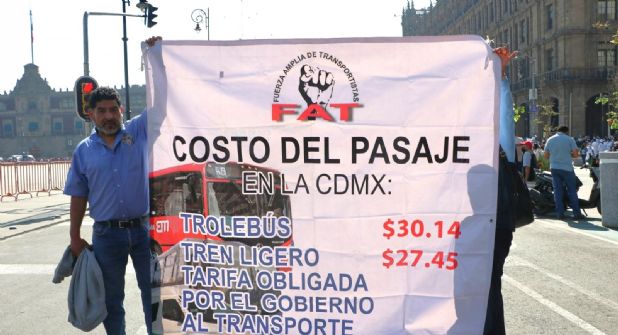 FUERZA AMPLIA DE TRANSPORTISTAS
FAT
COSTO DEL PASAJE
EN LA CDMX:
TROLEBÚS $30.14
TREN LIGERO $27.45
TARIFA OBLIGADA
POR EL GOBIERNO
AL TRANSPORTE